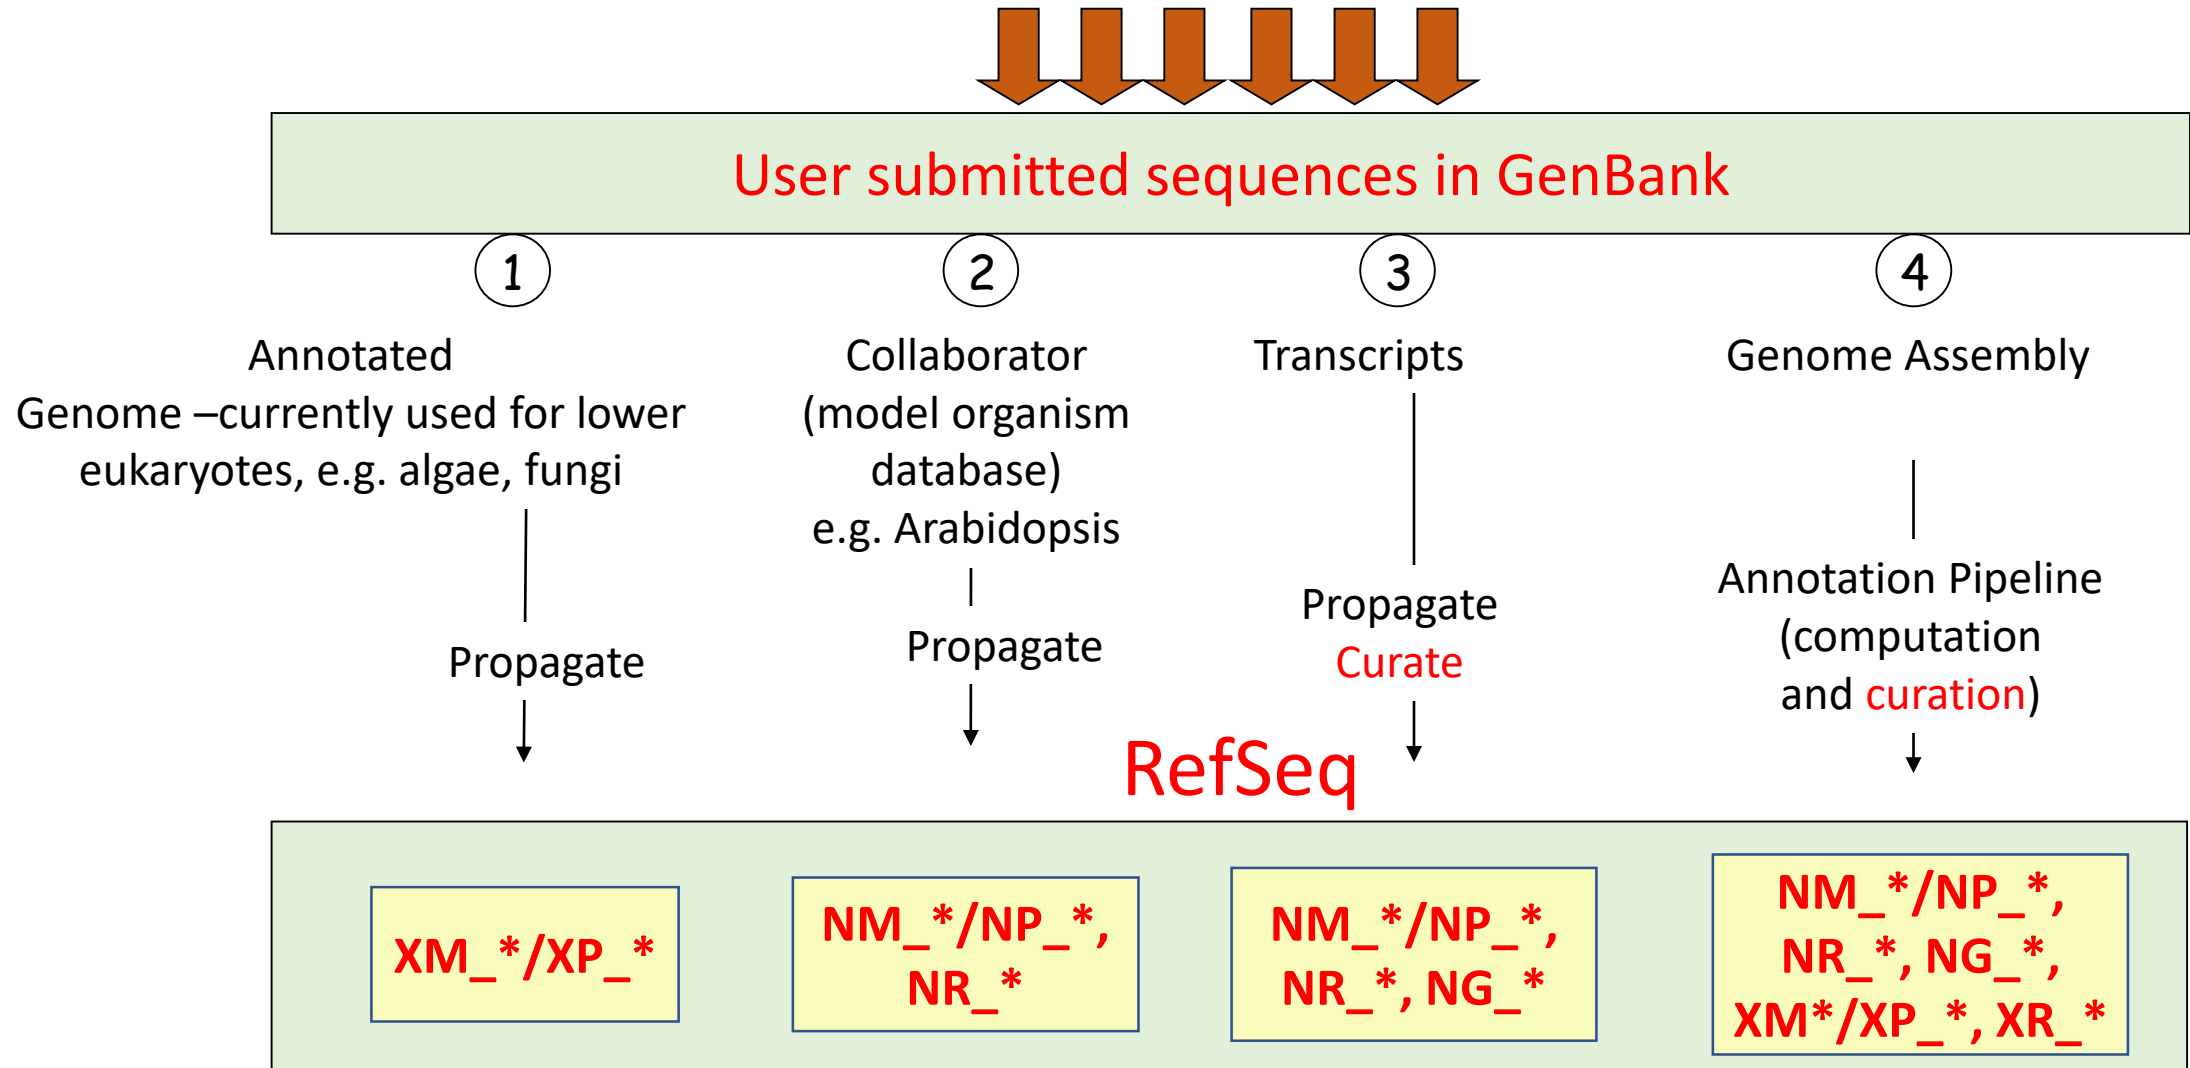 User submitted sequences in GenBank
1
2
3
4
Annotated
Genome –currently used for lower
eukaryotes, e.g. algae, fungi
Propagate
Collaborator
(model organism
database)
e.g. Arabidopsis
Propagate
Transcripts
Propagate
Curate
Genome Assembly
Annotation Pipeline
(computation
and curation)
RefSeq
XM_*/XP_*
NM_*/NP_*,
NR_*
NM_*/NP_*,
NR_*, NG_*
NM_*/NP_*,
NR_*, NG_*,
XM*/XP_*, XR_*